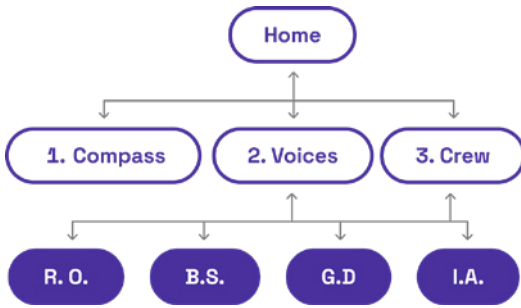 Home
1. Compass
2. Voices
3. Crew
R. O.
B.S.
G.D
I.A.